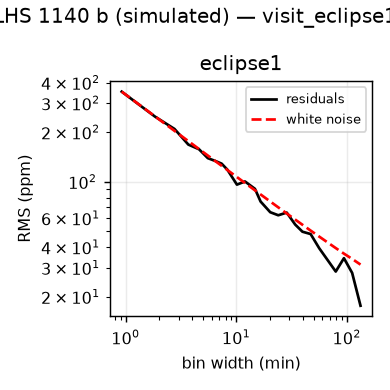 LHS 1140 b (simulated) — visit_eclipse1
eclipse1
RMS (ppm)
4 × 10²
3 × 10²
2 × 10²
10²
6 × 10¹
4 × 10¹
3 × 10¹
2 × 10¹
residuals
white noise
10⁰
10¹
10²
bin width (min)